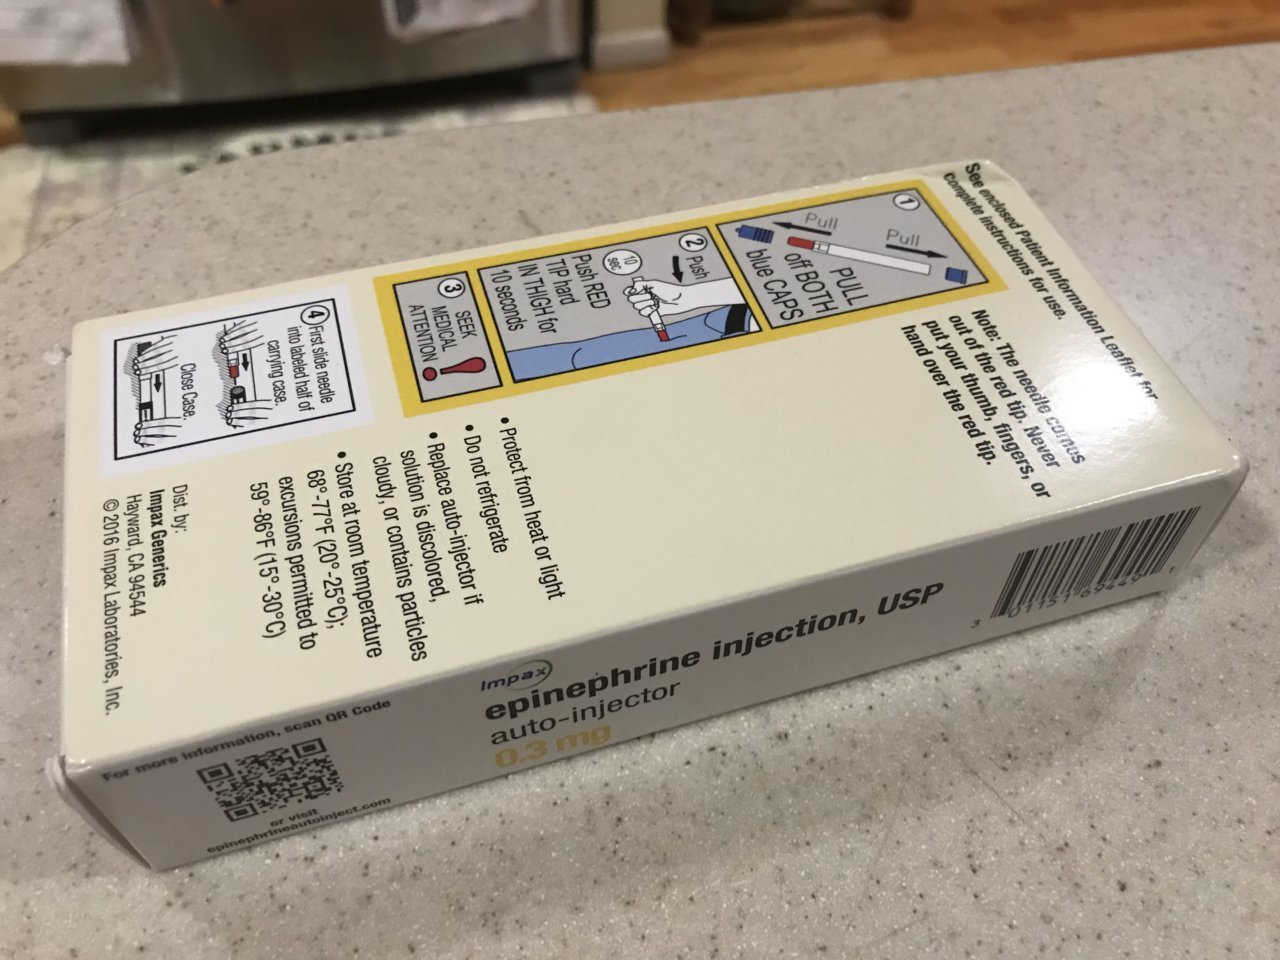 See enclosed Patient Information Leaflet for
complete instructions for use.
1
Pull
Pull
PULL
off BOTH
blue CAPS
Note: The needle comes
out of the red tip. Never
put your thumb, fingers, or
hand over the red tip.
2
Push
10
sec
Push RED
TIP hard
IN THIGH for
10 seconds
3
SEEK
MEDICAL
ATTENTION
!
4
First slide needle
into labeled half of
carrying case.
Close Case.
• Protect from heat or light
• Do not refrigerate
• Replace auto-injector if
solution is discolored,
cloudy, or contains particles
• Store at room temperature
68°-77°F (20°-25°C);
excursions permitted to
59°-86°F (15°-30°C)
Dist. by:
Impax Generics
Hayward, CA 94544
© 2016 Impax Laboratories, Inc.
For more information, scan QR Code
or visit
epinephrineautoinject.com
Impax
epinephrine injection, USP
auto-injector
0.3 mg
3